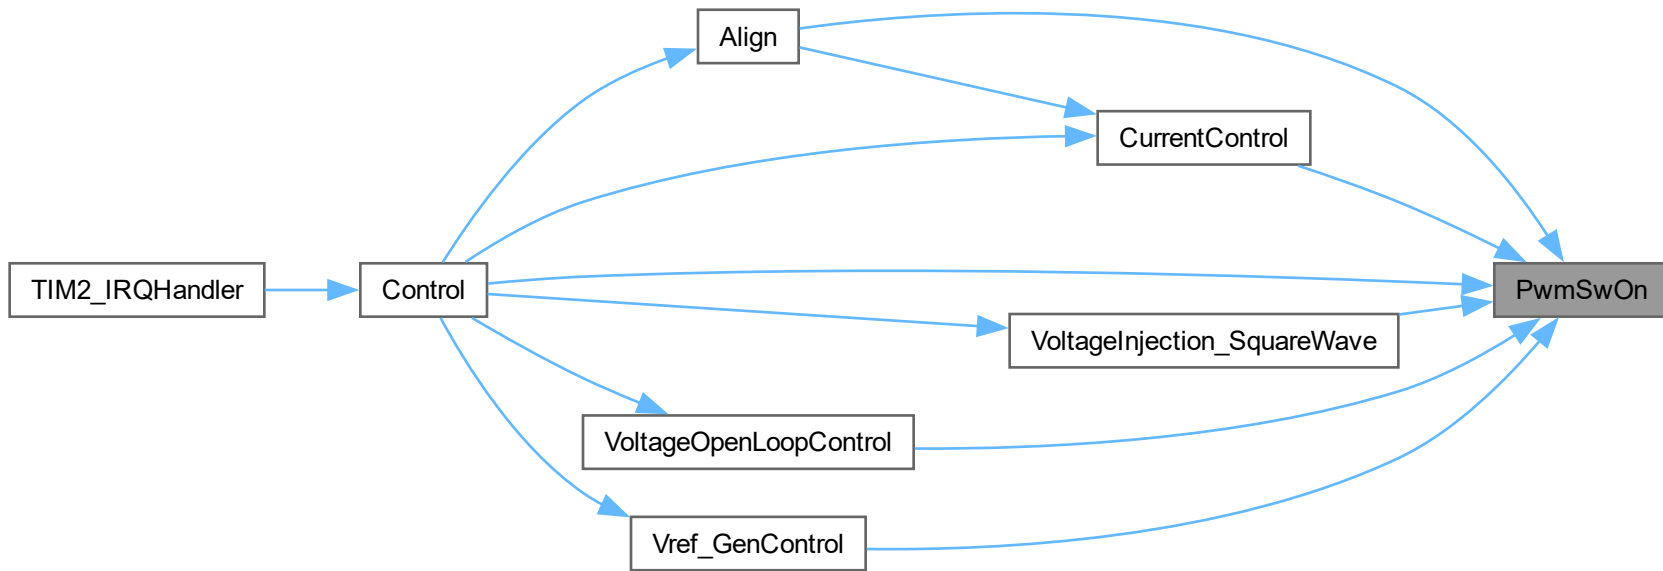 Align
CurrentControl
TIM2_IRQHandler
Control
PwmSwOn
VoltageInjection_SquareWave
VoltageOpenLoopControl
Vref_GenControl